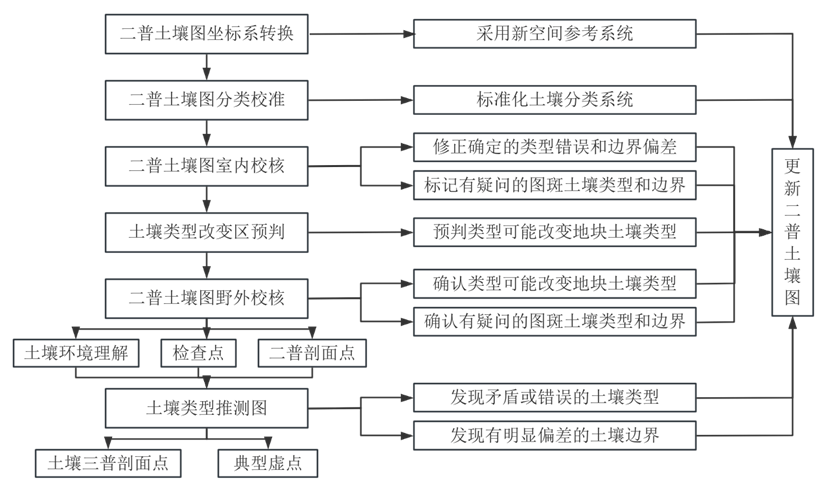 二普土壤图坐标系转换
采用新空间参考系统
二普土壤图分类校准
标准化土壤分类系统
二普土壤图室内校核
修正确定的类型错误和边界偏差
标记有疑问的图斑土壤类型和边界
土壤类型改变区预判
预判类型可能改变地块土壤类型
二普土壤图野外校核
确认类型可能改变地块土壤类型
确认有疑问的图斑土壤类型和边界
土壤环境理解
检查点
二普剖面点
土壤类型推测图
发现矛盾或错误的土壤类型
发现有明显偏差的土壤边界
土壤三普剖面点
典型虚点
更新二普土壤图